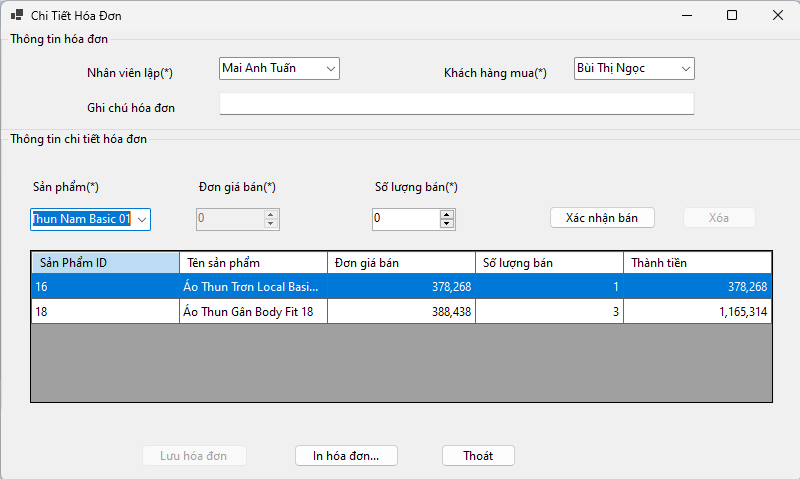 Chi Tiết Hóa Đơn
Thông tin hóa đơn
Nhân viên lập(*) Mai Anh Tuấn Khách hàng mua(*) Bùi Thị Ngọc
Ghi chú hóa đơn
Thông tin chi tiết hóa đơn
Sản phẩm(*) Đơn giá bán(*) Số lượng bán(*)
Thun Nam Basic 01 0 0 Xác nhận bán Xóa
Sản Phẩm ID Tên sản phẩm Đơn giá bán Số lượng bán Thành tiền
16 Áo Thun Trơn Local Basi... 378,268 1 378,268
18 Áo Thun Gân Body Fit 18 388,438 3 1,165,314
Lưu hóa đơn In hóa đơn... Thoát